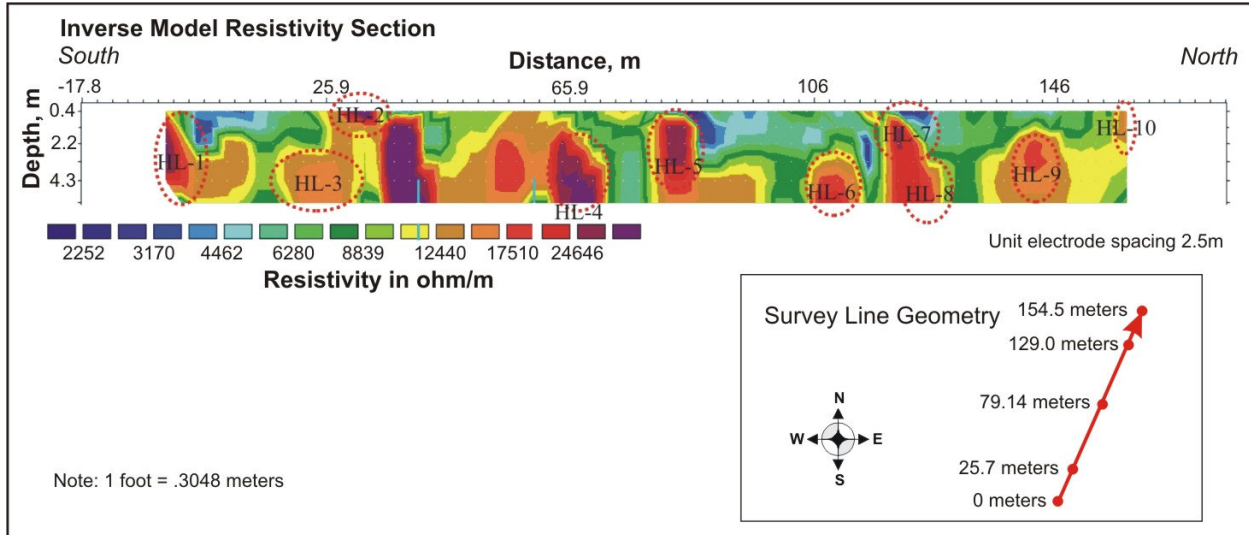 Inverse Model Resistivity Section
South Distance, m North
-17.8 25.9 65.9 106 146
Depth, m
0.4
2.2
4.3
HL-1
HL-2
HL-3
HL-4
HL-5
HL-6
HL-7
HL-8
HL-9
HL-10
2252 3170 4462 6280 8839 12440 17510 24646
Resistivity in ohm/m
Unit electrode spacing 2.5m
Survey Line Geometry
154.5 meters
129.0 meters
79.14 meters
25.7 meters
0 meters
N
W E
S
Note: 1 foot = .3048 meters